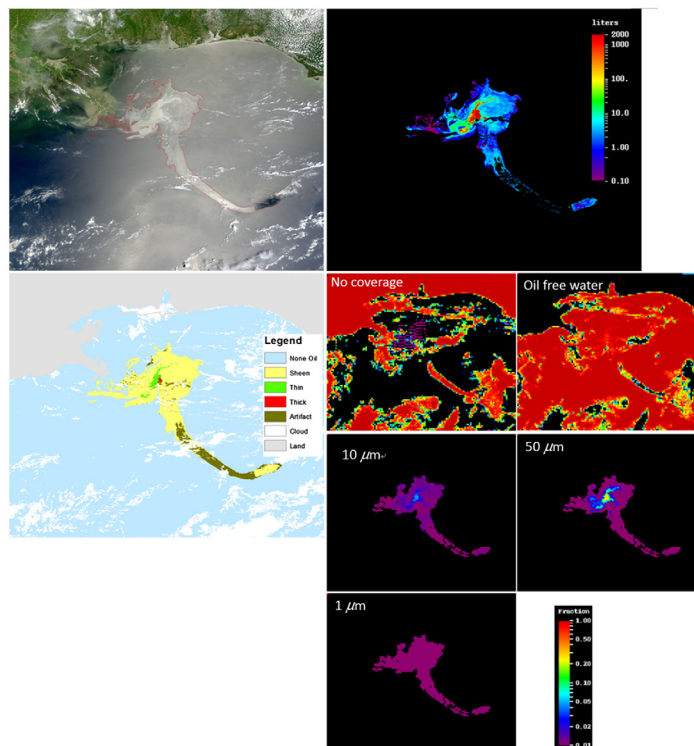 liters
2000
1000
100.
10.0
1.00
0.10
Legend
None Oil
Sheen
Thin
Thick
Artifact
Cloud
Land
No coverage
Oil free water
10 μm↵
50 μm
1 μm
Fraction
1.00
0.50
0.20
0.10
0.05
0.02
0.01